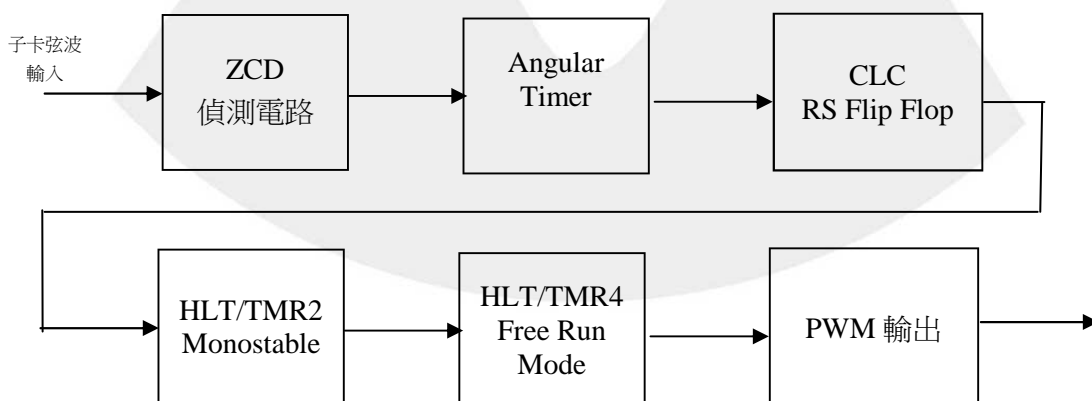 子卡弦波
輸入
ZCD
偵測電路
Angular
Timer
CLC
RS Flip Flop
HLT/TMR2
Monostable
HLT/TMR4
Free Run
Mode
PWM 輸出